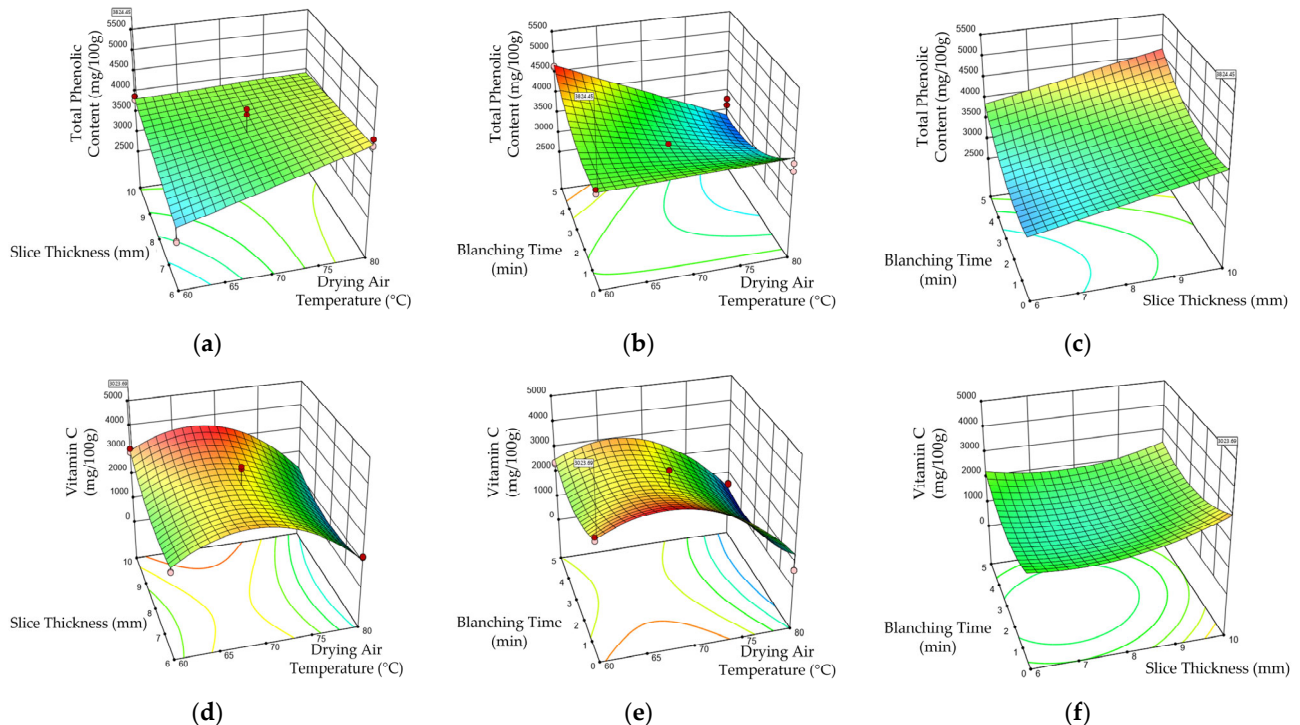 3824.45
5500
5000
4500
4000
3500
3000
2500
Total Phenolic
Content (mg/100g)
10
9
8
7
6
60
65
70
75
80
Slice Thickness (mm)
Drying Air
Temperature (°C)
(a)
5500
5000
4500
4000
3500
3000
2500
3824.45
Total Phenolic
Content (mg/100g)
5
4
3
2
1
0
60
65
70
75
80
Blanching Time
(min)
Drying Air
Temperature (°C)
(b)
5500
5000
4500
4000
3500
3000
2500
3824.45
Total Phenolic
Content (mg/100g)
5
4
3
2
1
0
6
7
8
9
10
Blanching Time
(min)
Slice Thickness (mm)
(c)
3023.69
5000
4000
3000
2000
1000
0
Vitamin C
(mg/100g)
10
9
8
7
6
60
65
70
75
80
Slice Thickness (mm)
Drying Air
Temperature (°C)
(d)
5000
4000
3000
2000
1000
0
3023.69
Vitamin C
(mg/100g)
5
4
3
2
1
0
60
65
70
75
80
Blanching Time
(min)
Drying Air
Temperature (°C)
(e)
5000
4000
3000
2000
1000
0
3023.69
Vitamin C
(mg/100g)
5
4
3
2
1
0
6
7
8
9
10
Blanching Time
(min)
Slice Thickness (mm)
(f)